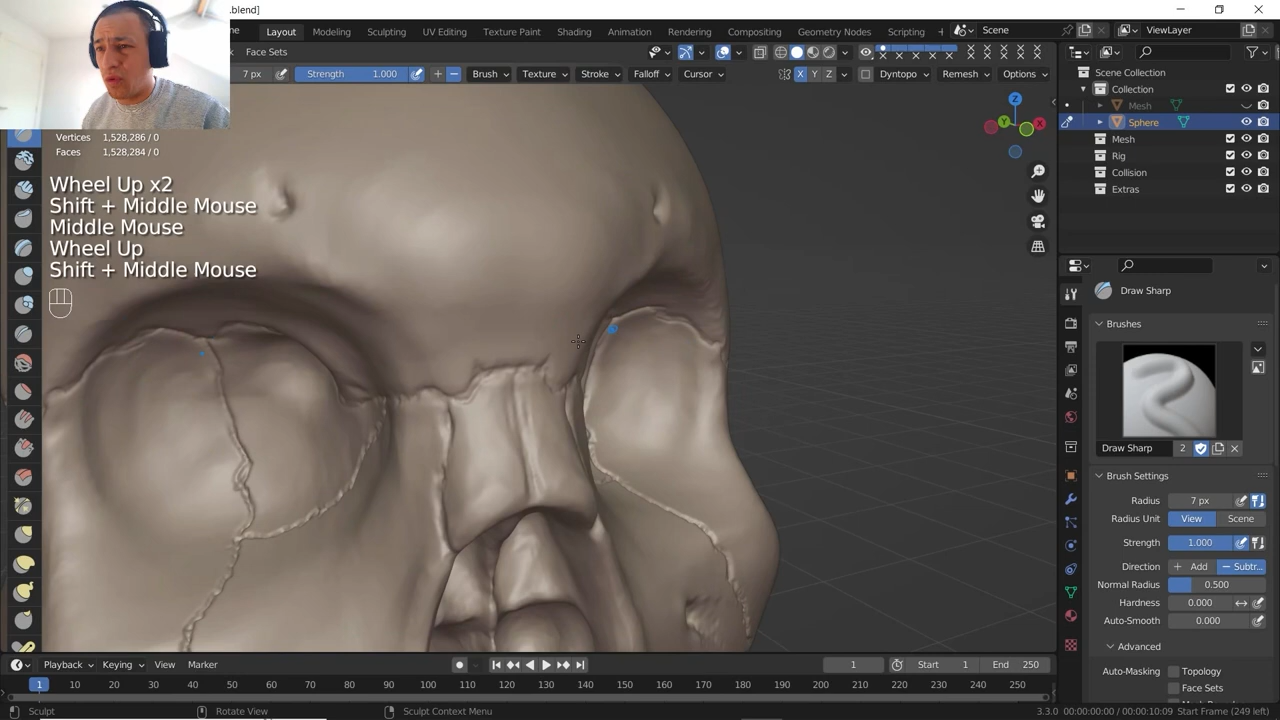 .blend]
ne
Layout
Modeling
Sculpting
UV Editing
Texture Paint
Shading
Animation
Rendering
Compositing
Geometry Nodes
Scripting
Scene
ViewLayer
Face Sets
7 px
Strength 1.000
Brush
Texture
Stroke
Falloff
Cursor
X Y Z
Dyntopo
Remesh
Options
Scene Collection
Collection
Mesh
Sphere
Mesh
Rig
Collision
Extras
Vertices 1,528,286 / 0
Faces 1,528,284 / 0
Wheel Up x2
Shift + Middle Mouse
Middle Mouse
Wheel Up
Shift + Middle Mouse
Z
Y
X
Draw Sharp
Brushes
Draw Sharp 2
Brush Settings
Radius 7 px
Radius Unit View Scene
Strength 1.000
Direction + Add − Subtr...
Normal Radius 0.500
Hardness 0.000
Auto-Smooth 0.000
Advanced
Auto-Masking Topology
Face Sets
Playback
Keying
View
Marker
1
Start 1
End 250
1 10 20 30 40 50 60 70 80 90 100 110 120 130 140 150 160 170 180 190 200 210 220 230 240 250
Sculpt
Rotate View
Sculpt Context Menu
3.3.0 00:00:00:00 / 00:00:10:09 Start Frame (249 left)